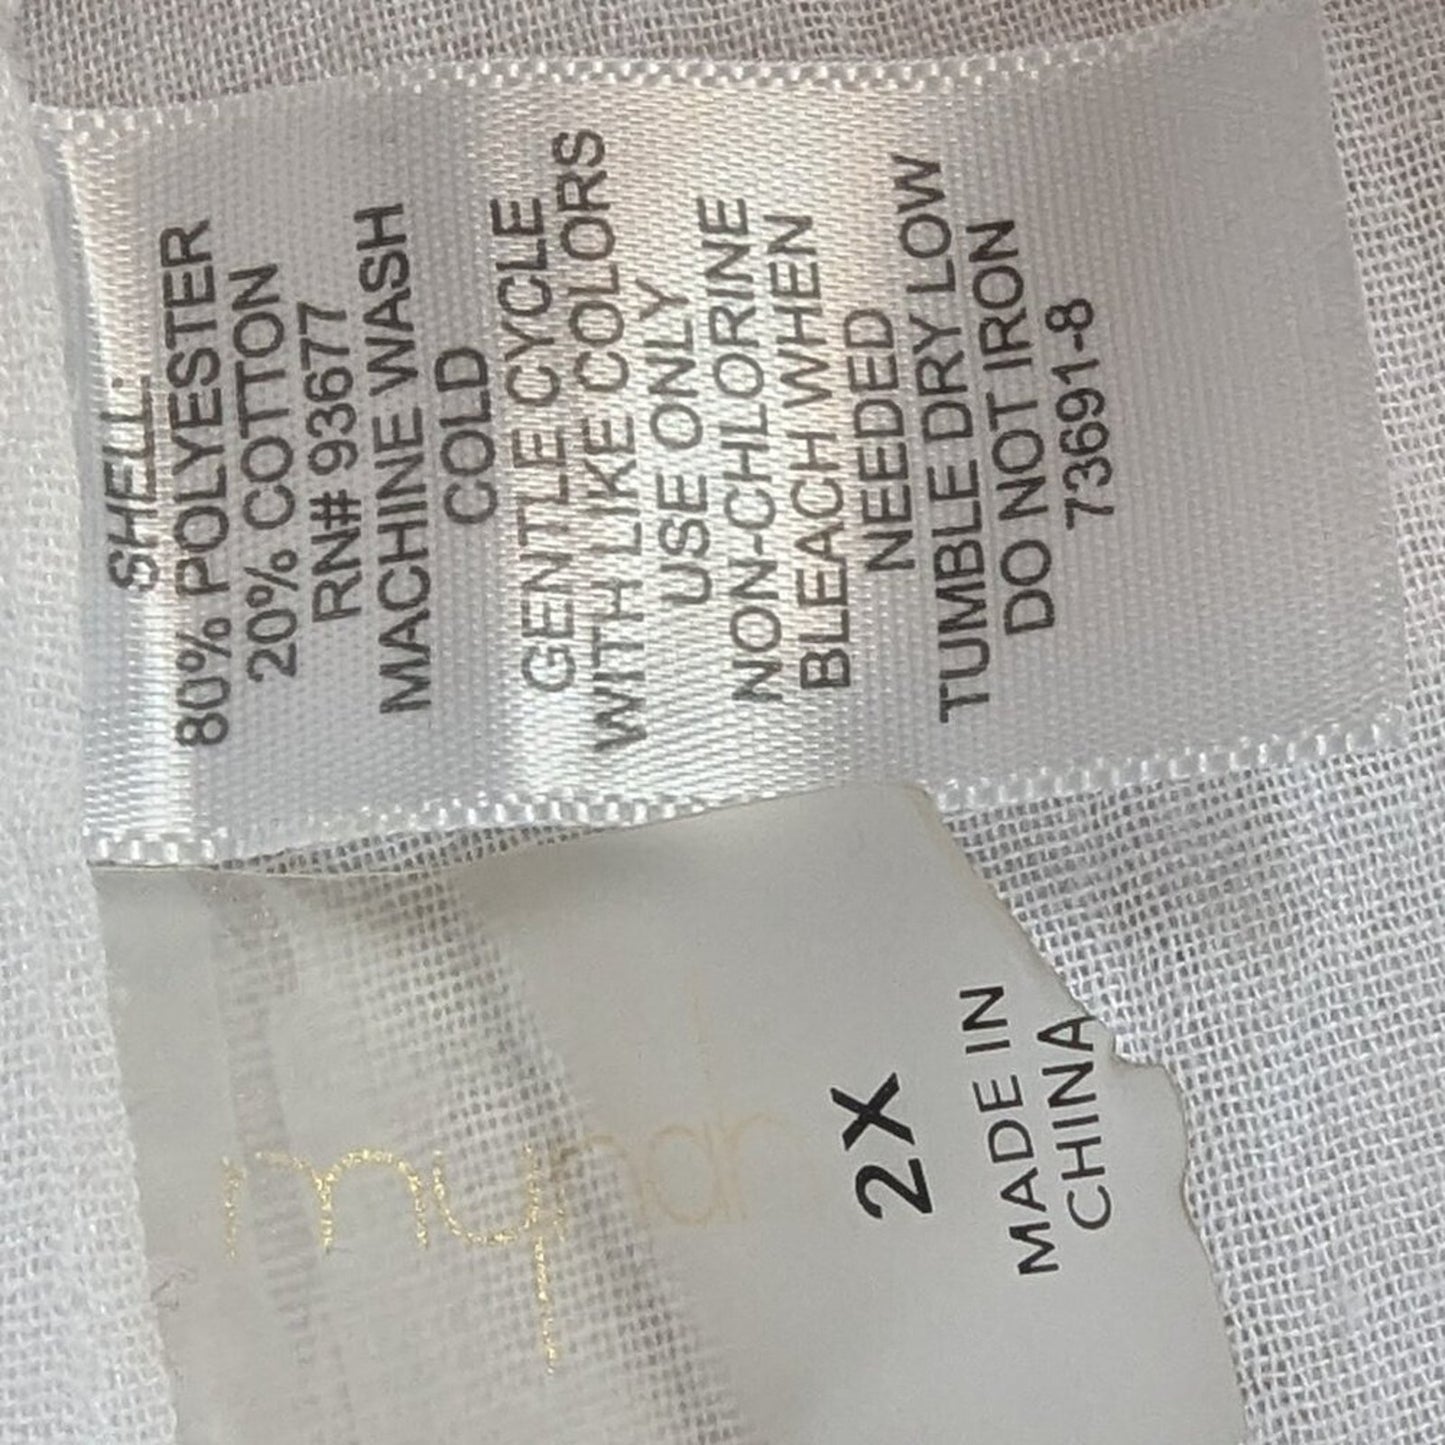 SHELL:
80% POLYESTER
20% COTTON
RN# 93677
MACHINE WASH
COLD
GENTLE CYCLE
WITH LIKE COLORS
USE ONLY
NON-CHLORINE
BLEACH WHEN
NEEDED
TUMBLE DRY LOW
DO NOT IRON
73691-8
2X
MADE IN
CHINA